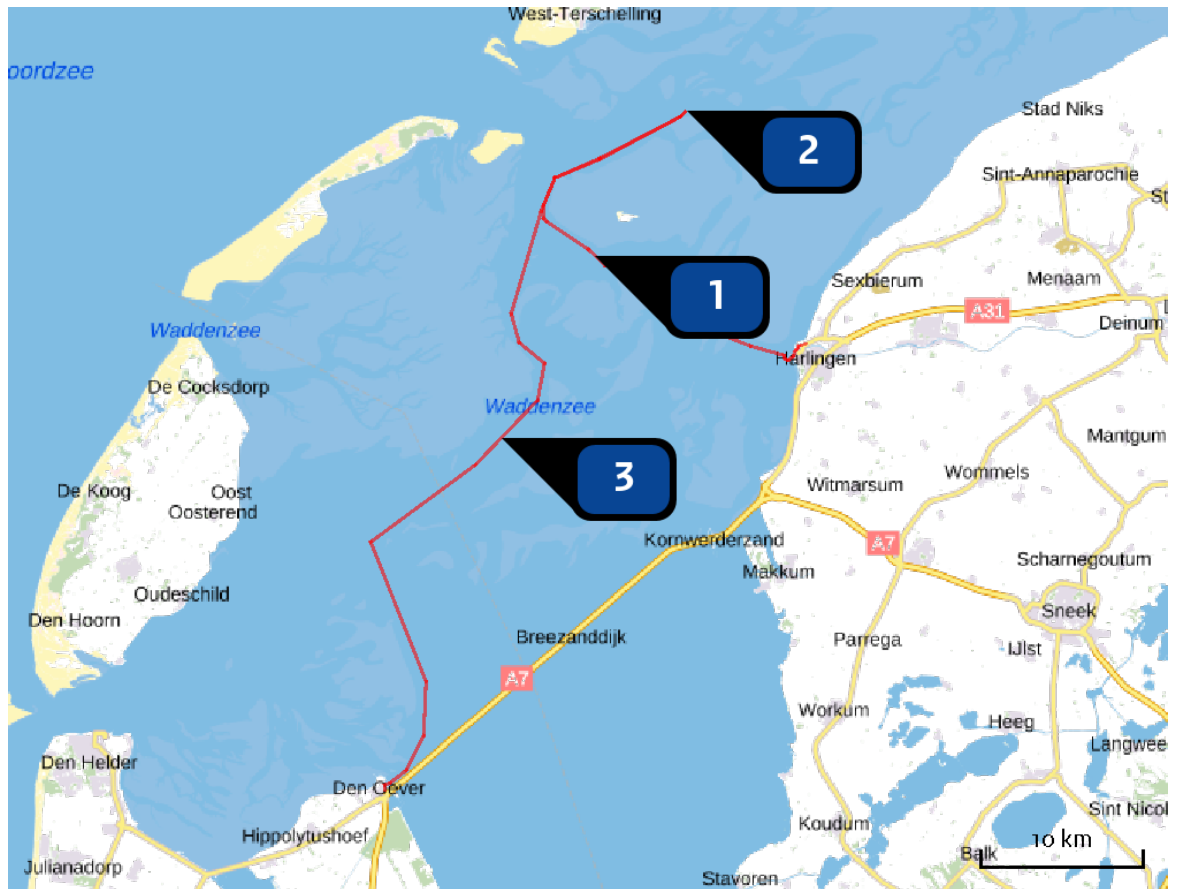 West-Terschelling
oordzee
Stad Niks
2
Sint-Annaparochie
St
Sexbierum
Menaam
1
A31
L
Deinum
Waddenzee
Harlingen
De Cocksdorp
Waddenzee
Mantgum
3
Wommels
Witmarsum
De Koog
Oost
Oosterend
Kornwerderzand
A7
Makkum
Scharnegoutum
Oudeschild
Den Hoorn
Sneek
Breezanddijk
Parrega
IJlst
A7
Workum
Heeg
Langwee
Den Helder
Den Oever
Sint Nicol
Koudum
Hippolytushoef
10 km
Balk
Julianadorp
Stavoren